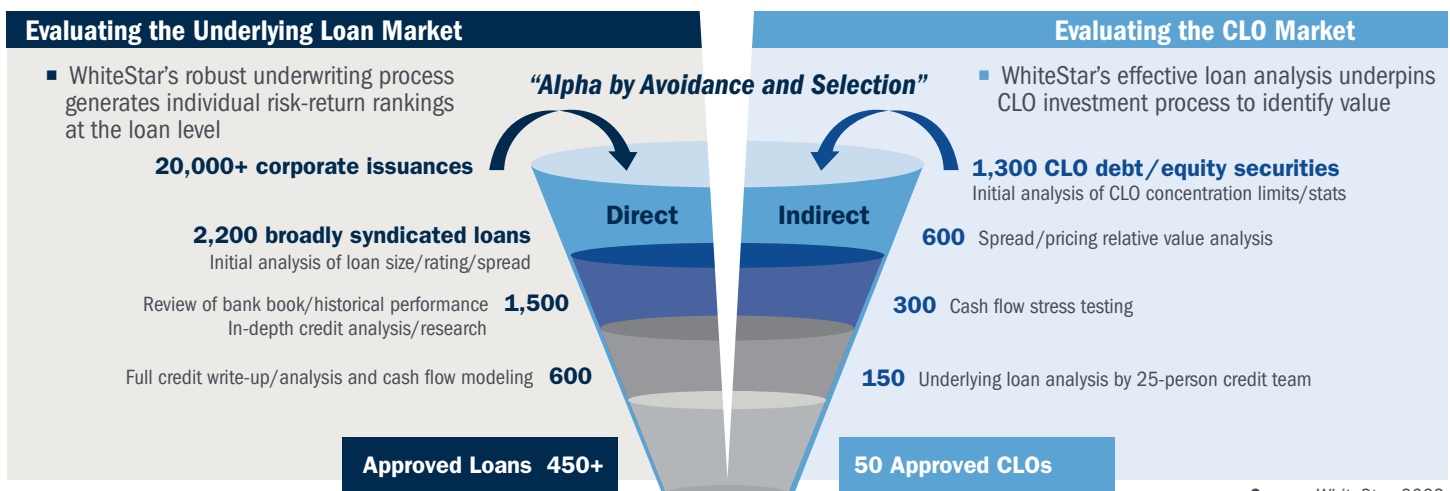 Evaluating the Underlying Loan Market
■ WhiteStar's robust underwriting process
generates individual risk-return rankings
at the loan level
20,000+ corporate issuances
2,200 broadly syndicated loans
Initial analysis of loan size/rating/spread
Review of bank book/historical performance 1,500
In-depth credit analysis/research
Full credit write-up/analysis and cash flow modeling 600
Approved Loans 450+
“Alpha by Avoidance and Selection”
Direct
Indirect
Evaluating the CLO Market
■ WhiteStar's effective loan analysis underpins
CLO investment process to identify value
1,300 CLO debt/equity securities
Initial analysis of CLO concentration limits/stats
600 Spread/pricing relative value analysis
300 Cash flow stress testing
150 Underlying loan analysis by 25-person credit team
50 Approved CLOs